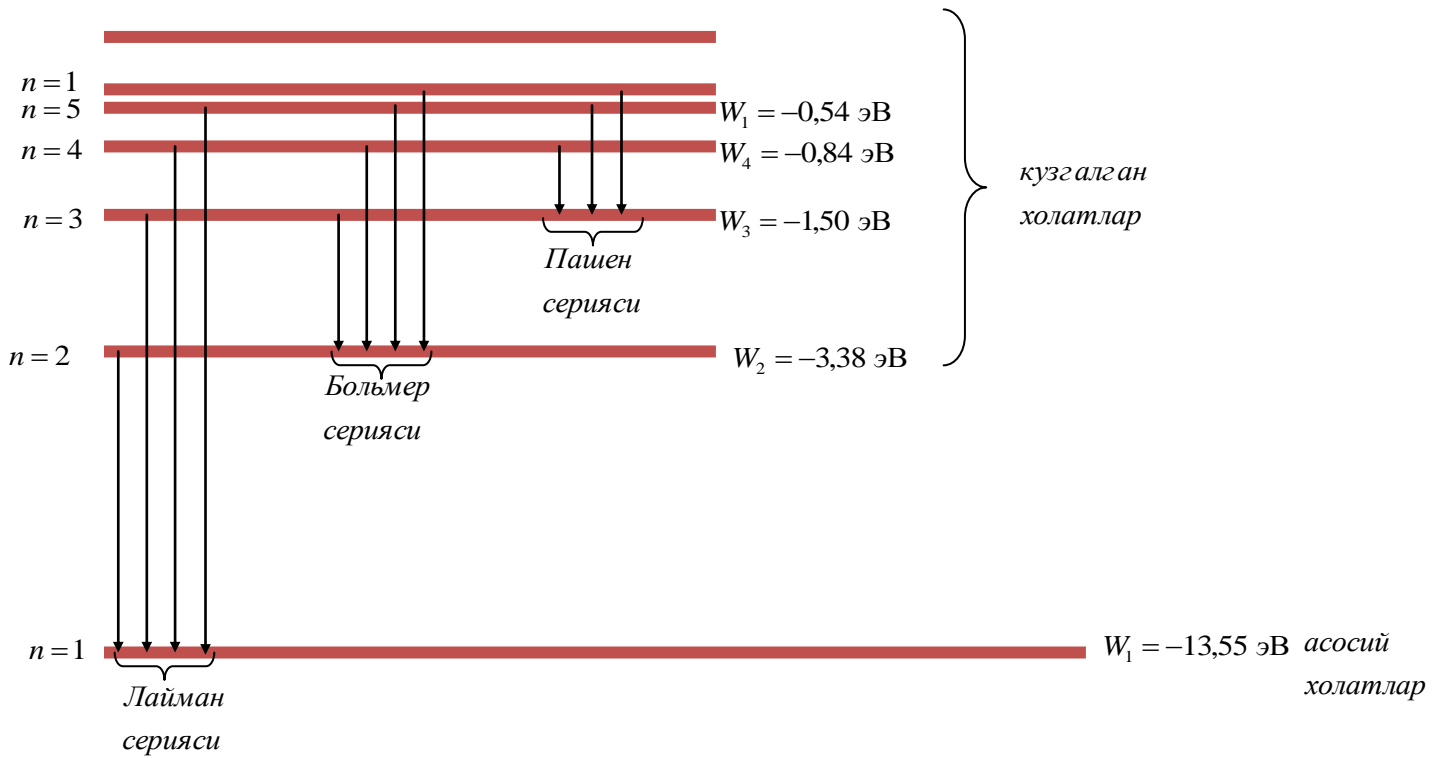 n = 1
n = 5
W₁ = −0,54 эВ
n = 4
W₄ = −0,84 эВ
кузгалган
холатлар
n = 3
W₃ = −1,50 эВ
Пашен
серияси
n = 2
W₂ = −3,38 эВ
Больмер
серияси
n = 1
W₁ = −13,55 эВ асосий
холатлар
Лайман
серияси